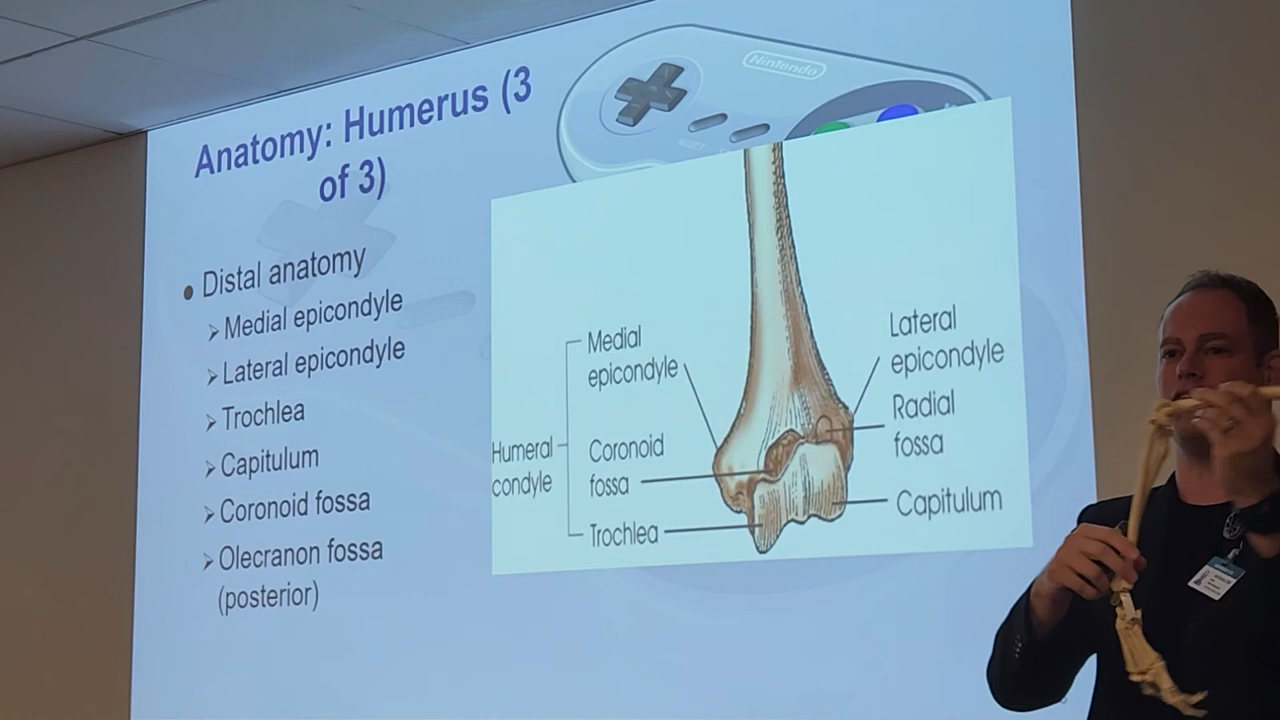 Nintendo
SELECT
Anatomy: Humerus (3
of 3)
• Distal anatomy
➢ Medial epicondyle
➢ Lateral epicondyle
➢ Trochlea
➢ Capitulum
➢ Coronoid fossa
➢ Olecranon fossa
(posterior)
Medial
epicondyle
Humeral
condyle
Coronoid
fossa
Trochlea
Lateral
epicondyle
Radial
fossa
Capitulum